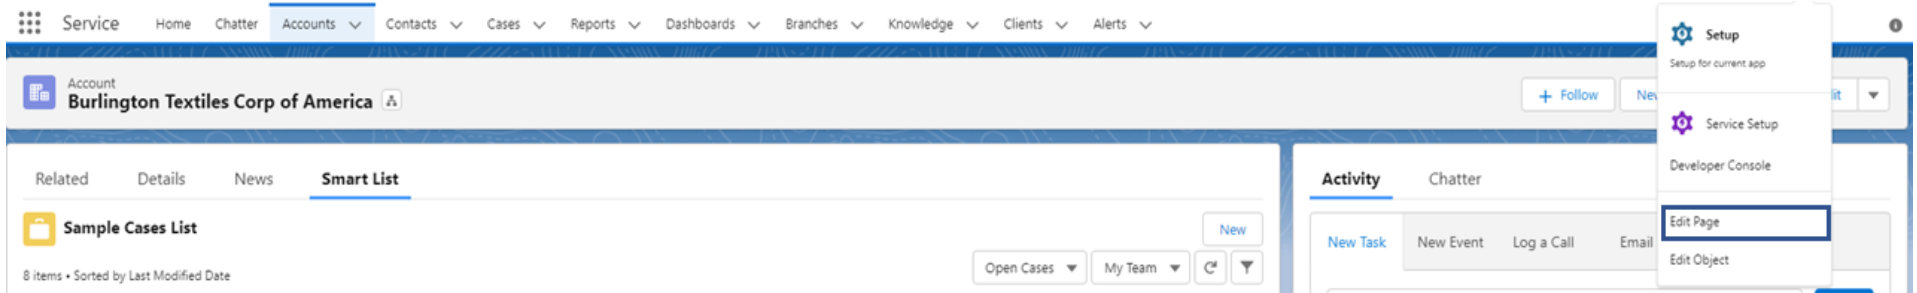 Service Home Chatter Accounts Contacts Cases Reports Dashboards Branches Knowledge Clients Alerts
Setup
Setup for current app
Account
Burlington Textiles Corp of America
+ Follow
Service Setup
Developer Console
Edit Page
Edit Object
Related Details News Smart List
Sample Cases List
New
8 items • Sorted by Last Modified Date
Open Cases My Team
Activity Chatter
New Task New Event Log a Call Email